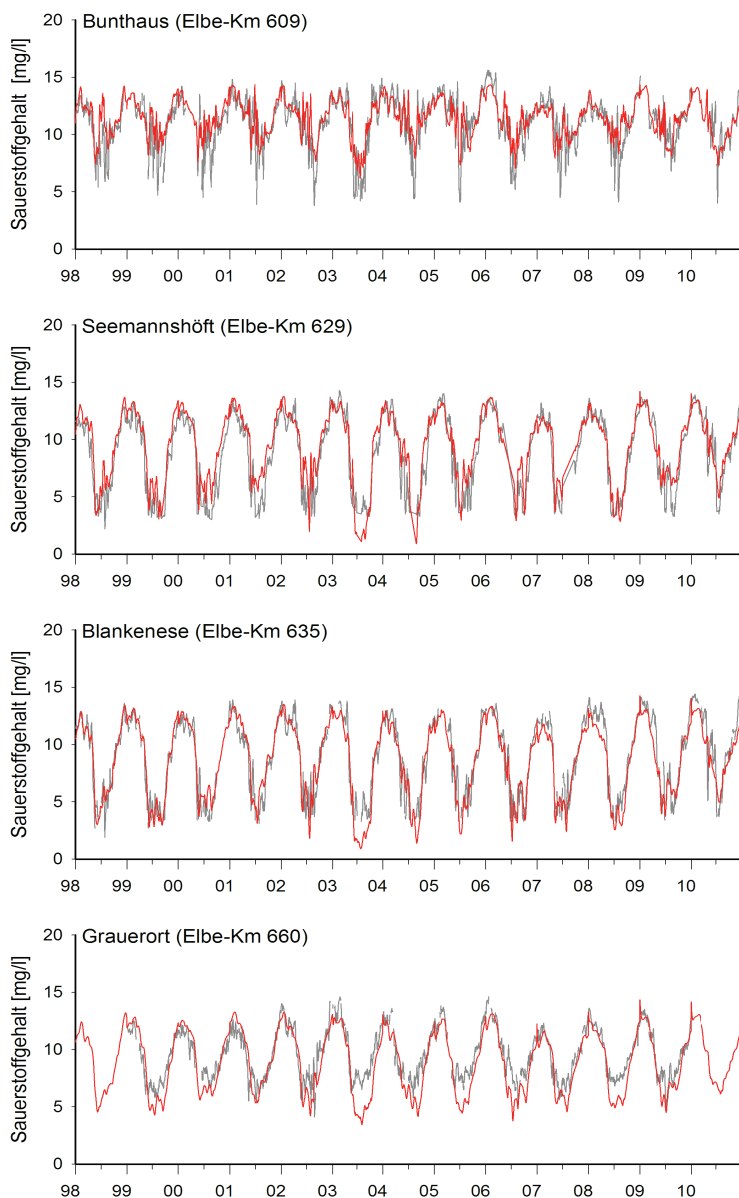 Bunthaus (Elbe-Km 609)
Sauerstoffgehalt [mg/l]
20
15
10
5
0
98 99 00 01 02 03 04 05 06 07 08 09 10
Seemannshöft (Elbe-Km 629)
Sauerstoffgehalt [mg/l]
20
15
10
5
0
98 99 00 01 02 03 04 05 06 07 08 09 10
Blankenese (Elbe-Km 635)
Sauerstoffgehalt [mg/l]
20
15
10
5
0
98 99 00 01 02 03 04 05 06 07 08 09 10
Grauerort (Elbe-Km 660)
Sauerstoffgehalt [mg/l]
20
15
10
5
0
98 99 00 01 02 03 04 05 06 07 08 09 10